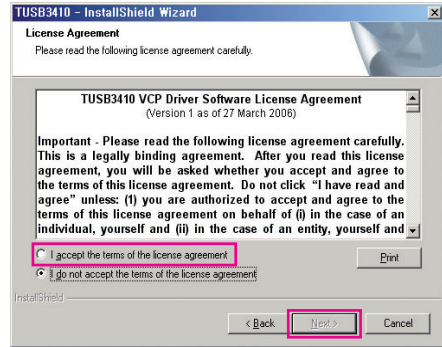 TUSB3410 - InstallShield Wizard
License Agreement
Please read the following license agreement carefully.
TUSB3410 VCP Driver Software License Agreement
(Version 1 as of 27 March 2006)
Important - Please read the following license agreement carefully.
This is a legally binding agreement. After you read this license
agreement, you will be asked whether you accept and agree to
the terms of this license agreement. Do not click "I have read and
agree" unless: (1) you are authorized to accept and agree to the
terms of this license agreement on behalf of (i) in the case of an
individual, yourself and (ii) in the case of an entity, yourself and
I accept the terms of the license agreement
Print
I do not accept the terms of the license agreement
InstallShield
< Back
Next >
Cancel